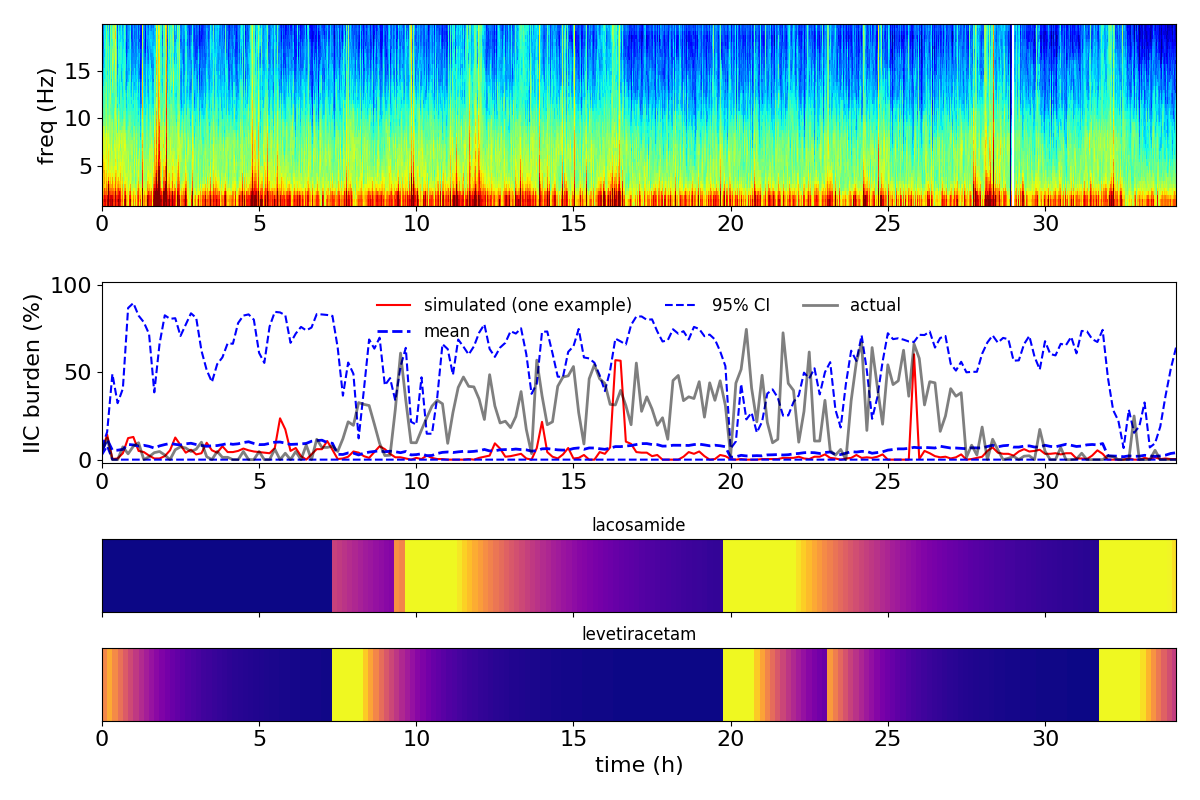 freq (Hz)
15
10
5
0 5 10 15 20 25 30
IIC burden (%)
100
50
0
simulated (one example) 95% CI actual
mean
0 5 10 15 20 25 30
lacosamide
levetiracetam
0 5 10 15 20 25 30
time (h)